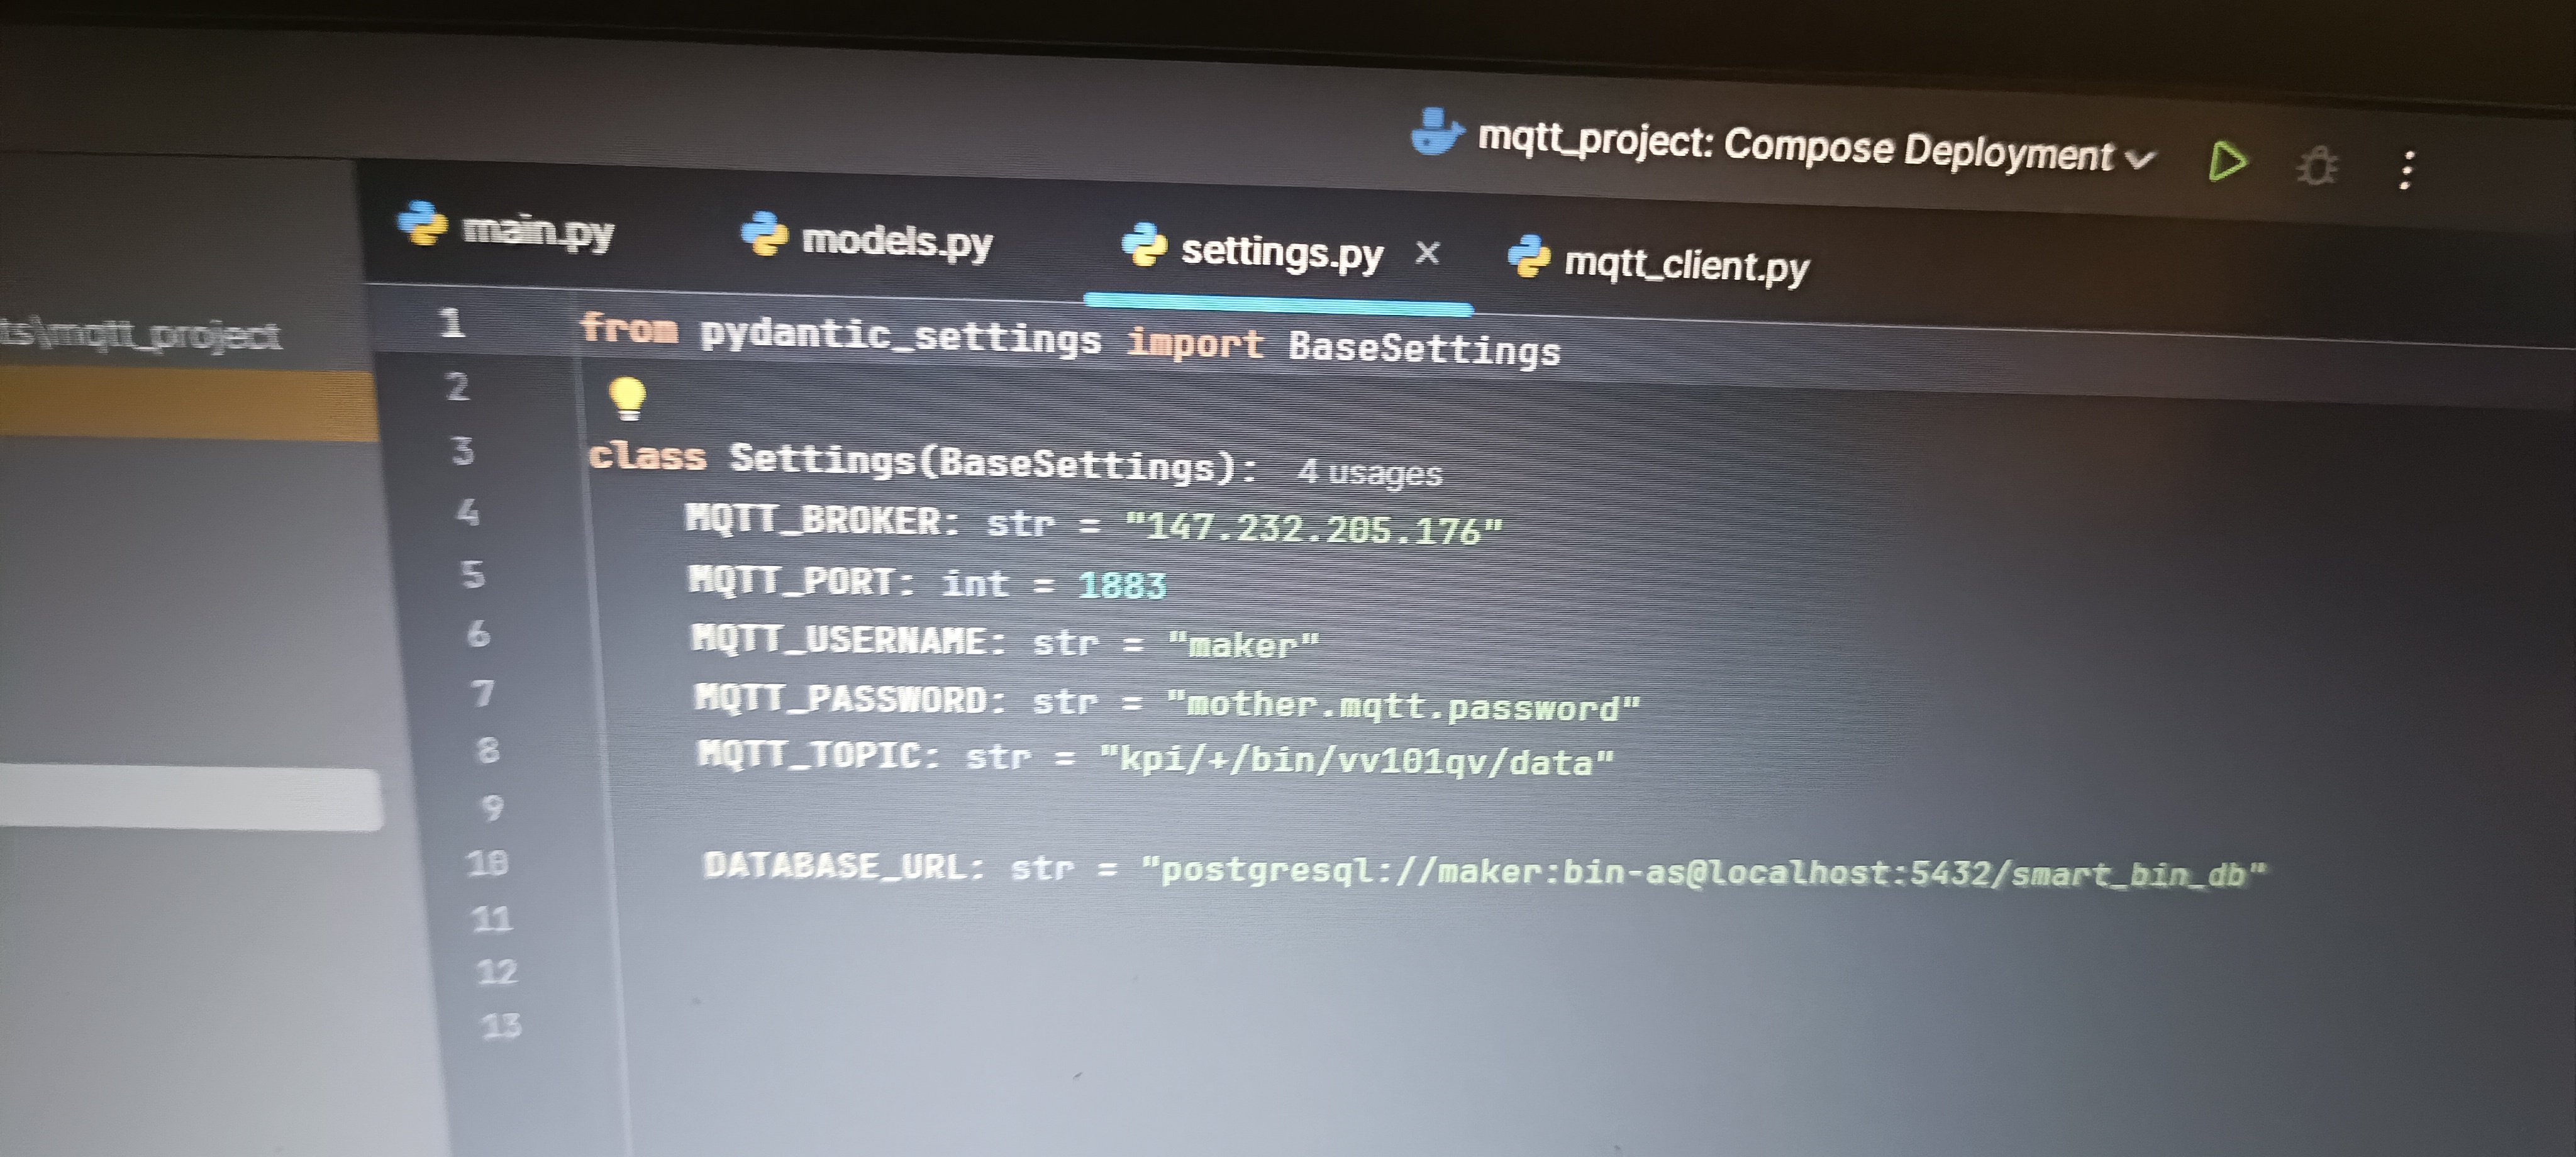 mqtt_project: Compose Deployment
main.py models.py settings.py × mqtt_client.py
ts\mqtt_project
1 from pydantic_settings import BaseSettings
2
3 class Settings(BaseSettings): 4 usages
4 MQTT_BROKER: str = "147.232.205.176"
5 MQTT_PORT: int = 1883
6 MQTT_USERNAME: str = "maker"
7 MQTT_PASSWORD: str = "mother.mqtt.password"
8 MQTT_TOPIC: str = "kpi/+/bin/vv101qv/data"
9
10 DATABASE_URL: str = "postgresql://maker:bin-as@localhost:5432/smart_bin_db"
11
12
13